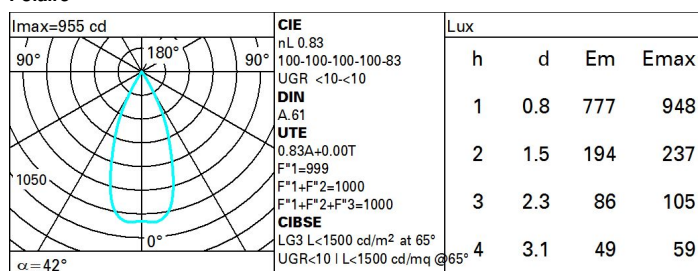 Imax=955 cd
90°
180°
90°
1050
0°
α=42°
CIE
nL 0.83
100-100-100-100-83
UGR <10-<10
DIN
A.61
UTE
0.83A+0.00T
F"1=999
F"1+F"2=1000
F"1+F"2+F"3=1000
CIBSE
LG3 L<1500 cd/m² at 65°
UGR<10 | L<1500 cd/mq @65°
Lux
h d Em Emax
1 0.8 777 948
2 1.5 194 237
3 2.3 86 105
4 3.1 49 59